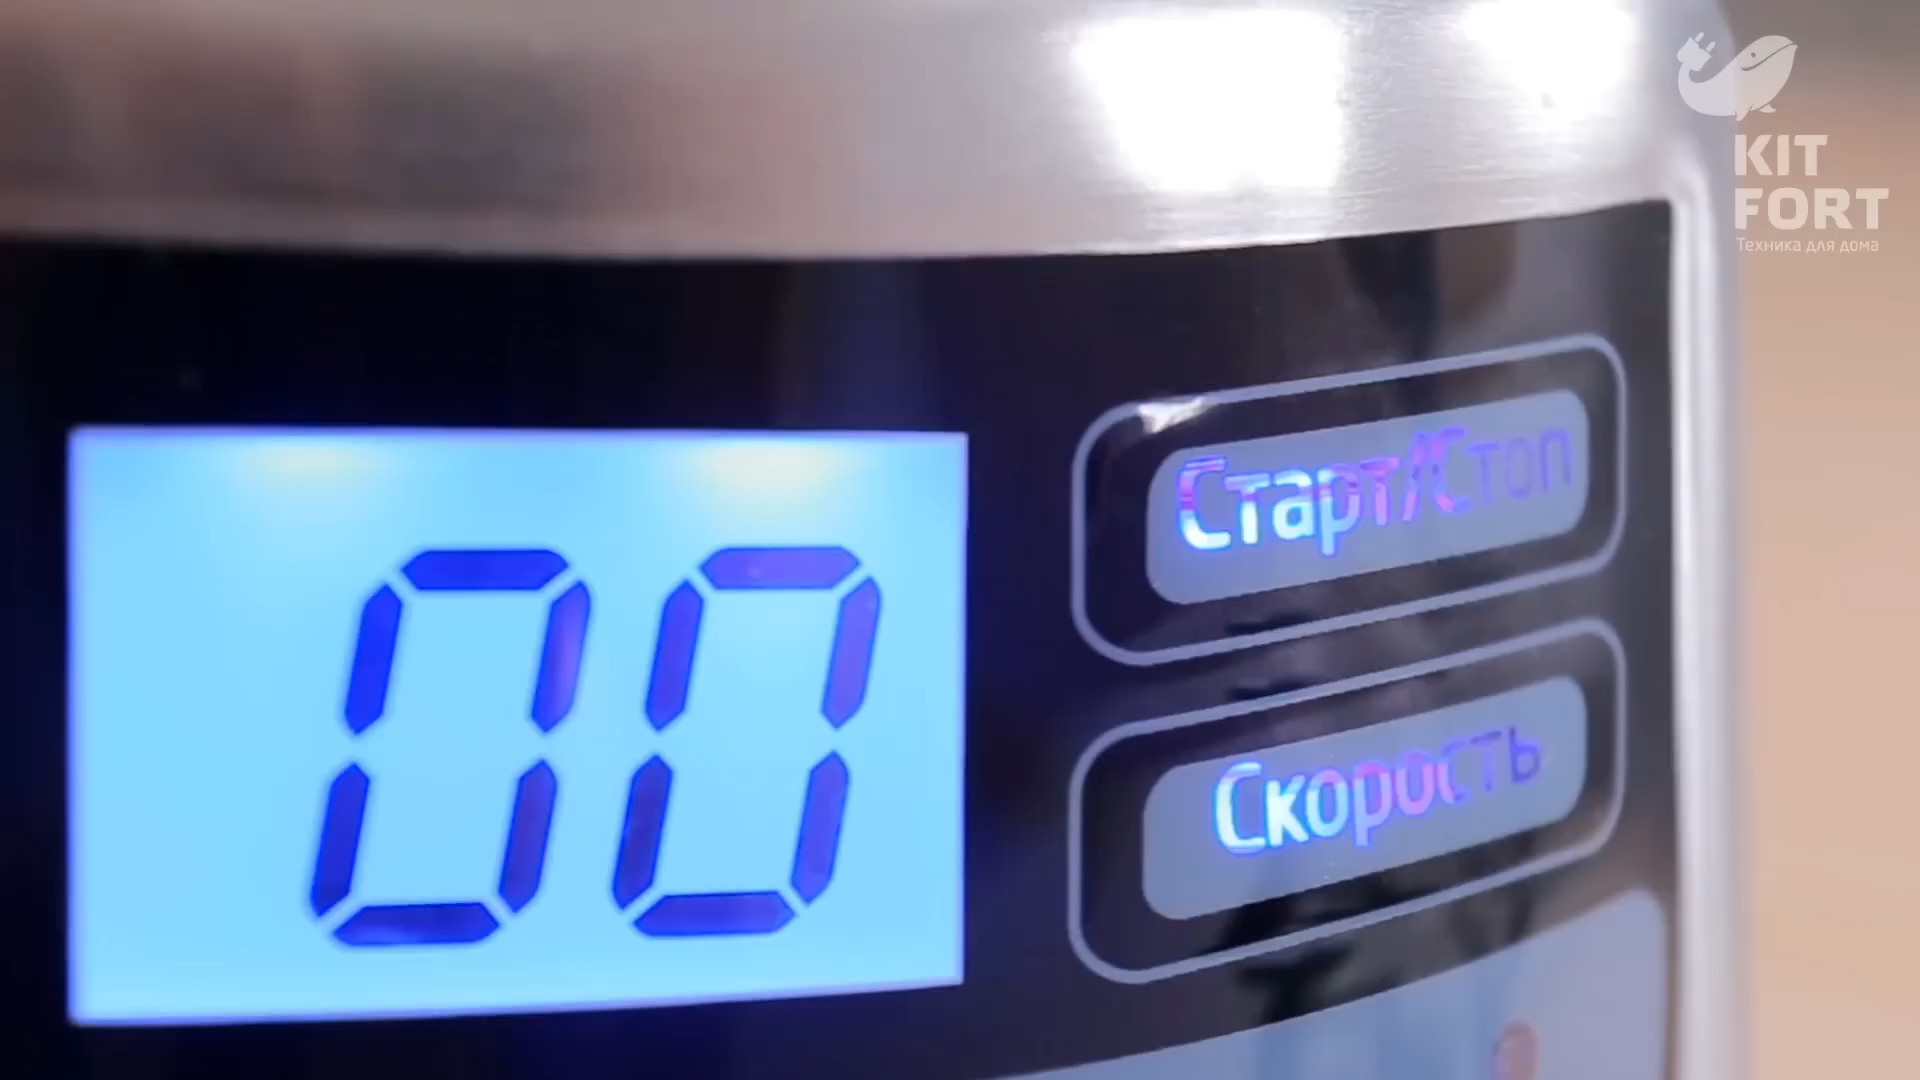 KIT
FORT
Техника для дома
00
Старт/Стоп
Скорость